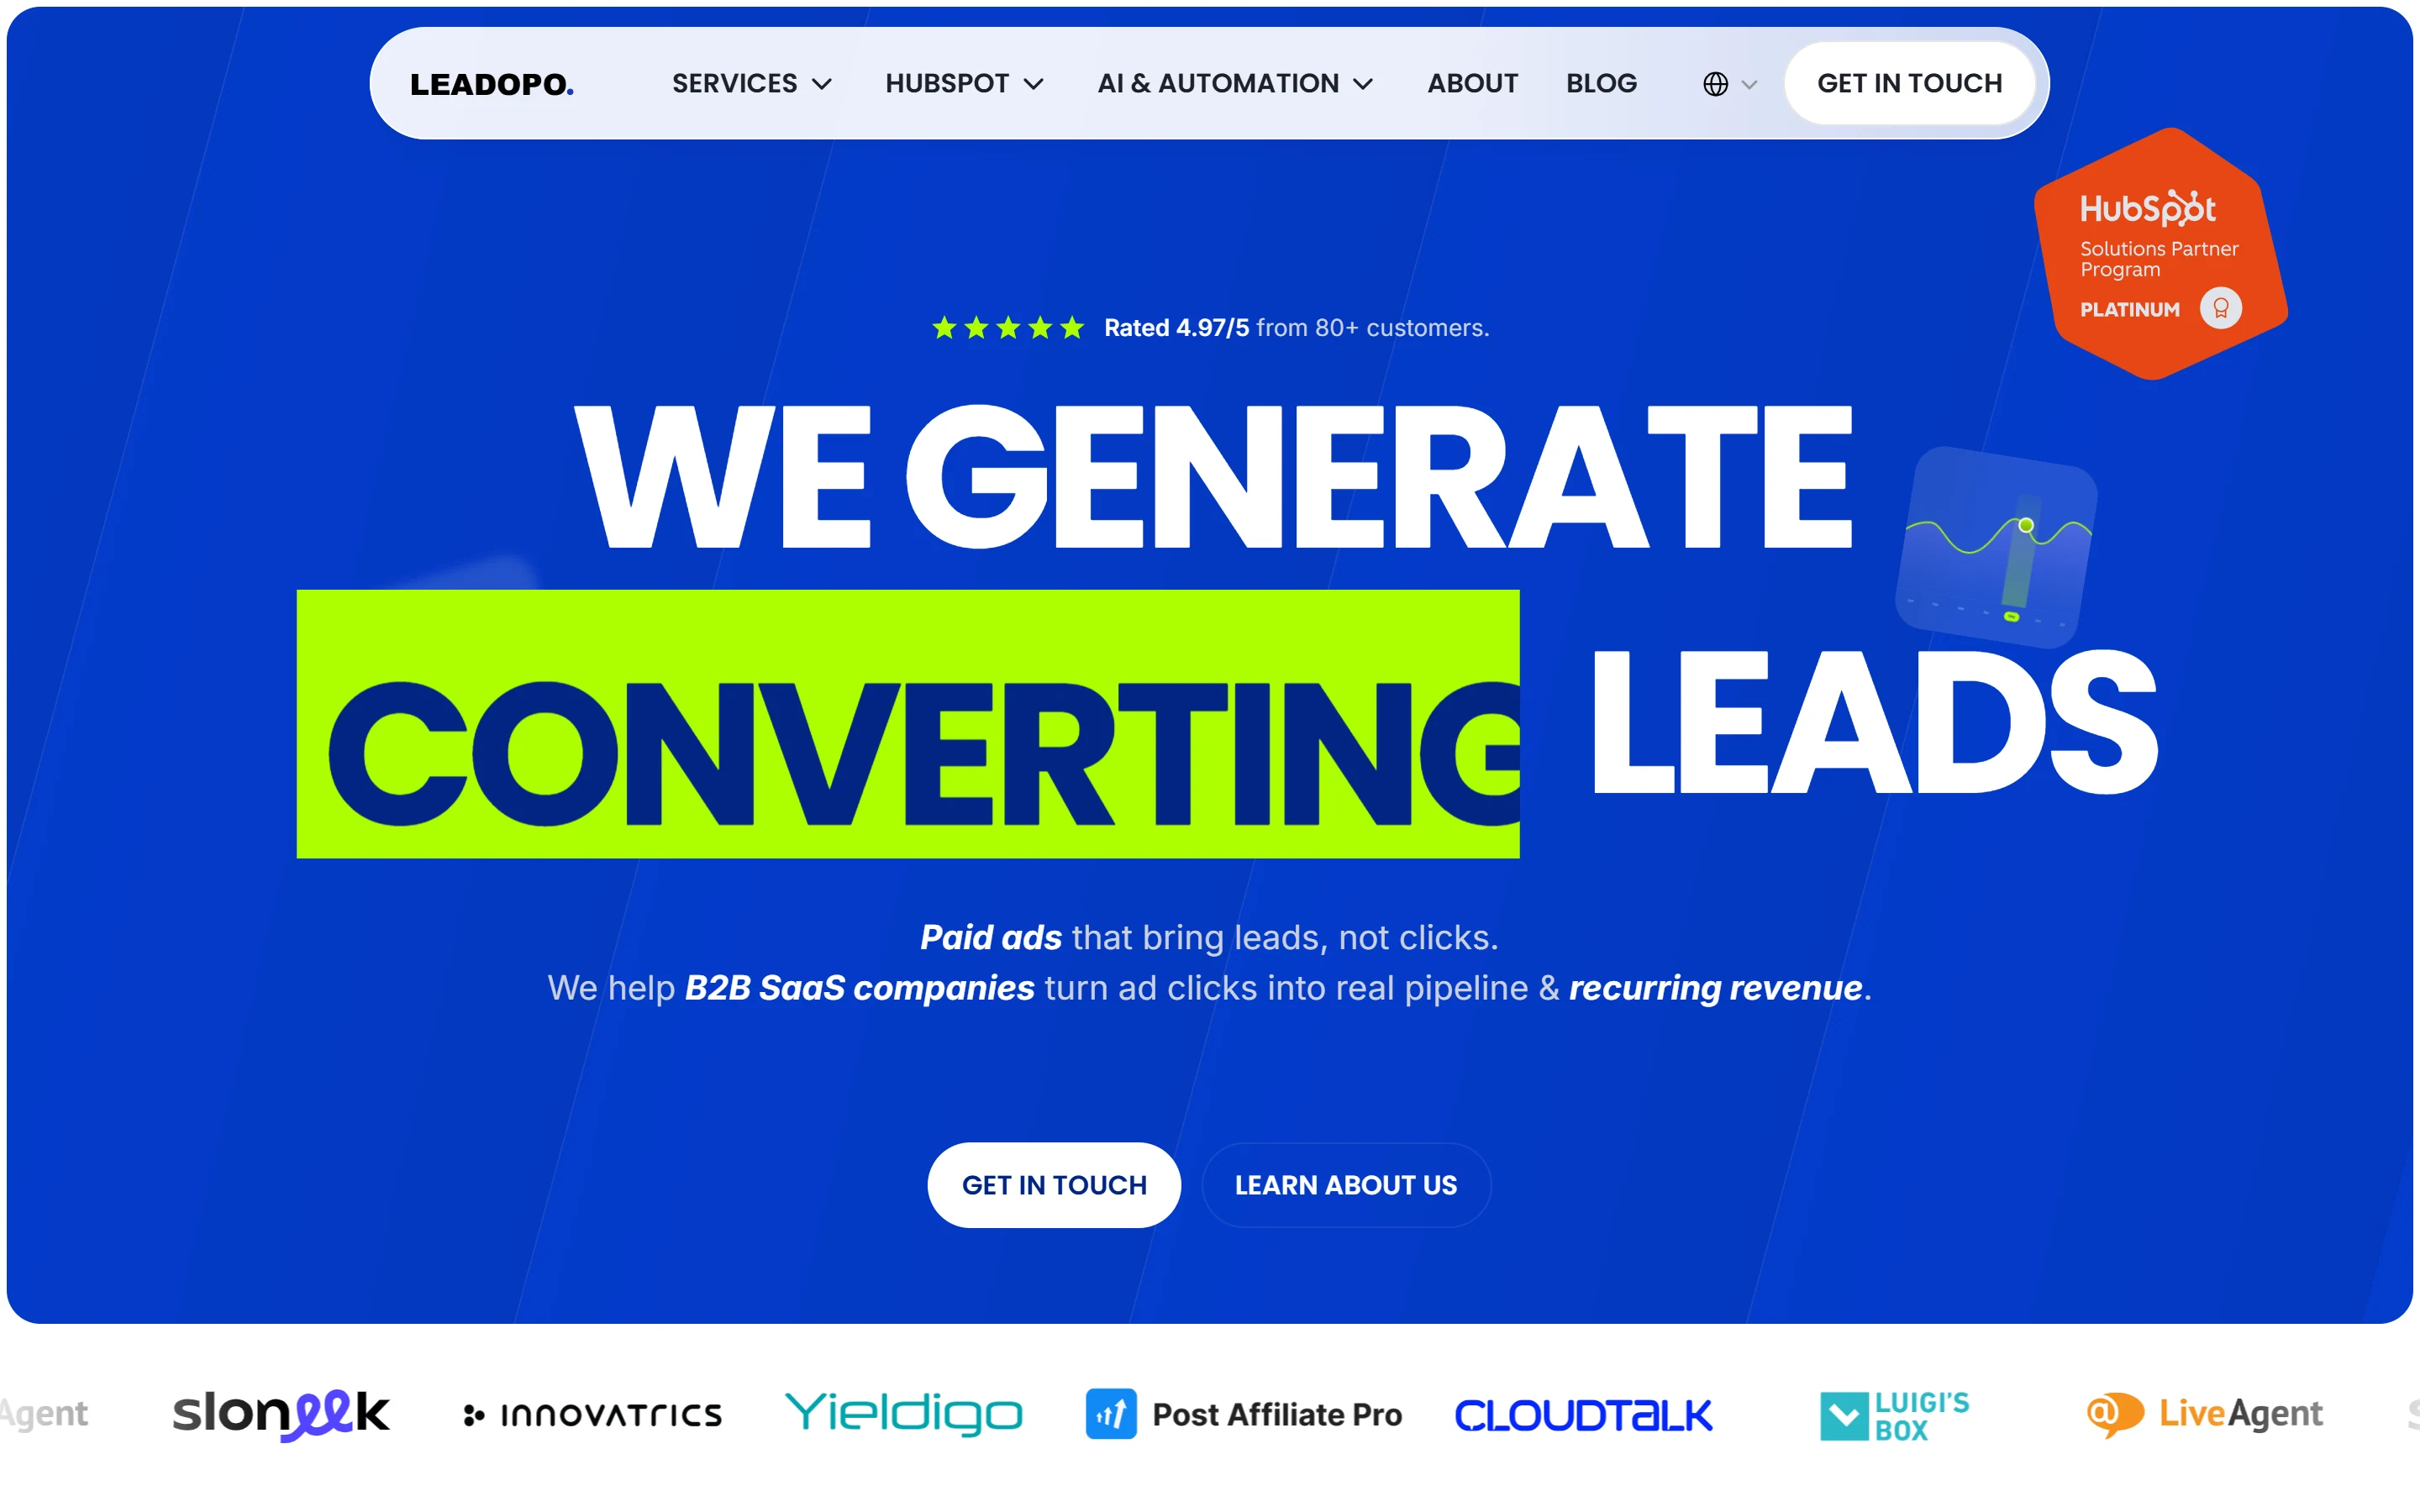 LEADOPO.
SERVICES
HUBSPOT
AI & AUTOMATION
ABOUT
BLOG
GET IN TOUCH
HubSpot
Solutions Partner
Program
PLATINUM
Rated 4.97/5 from 80+ customers.
WE GENERATE
CONVERTING LEADS
Paid ads that bring leads, not clicks.
We help B2B SaaS companies turn ad clicks into real pipeline & recurring revenue.
GET IN TOUCH
LEARN ABOUT US
Agent
sloneek
INNOVATRICS
Yieldigo
Post Affiliate Pro
CLOUDTALK
LUIGI'S
BOX
LiveAgent